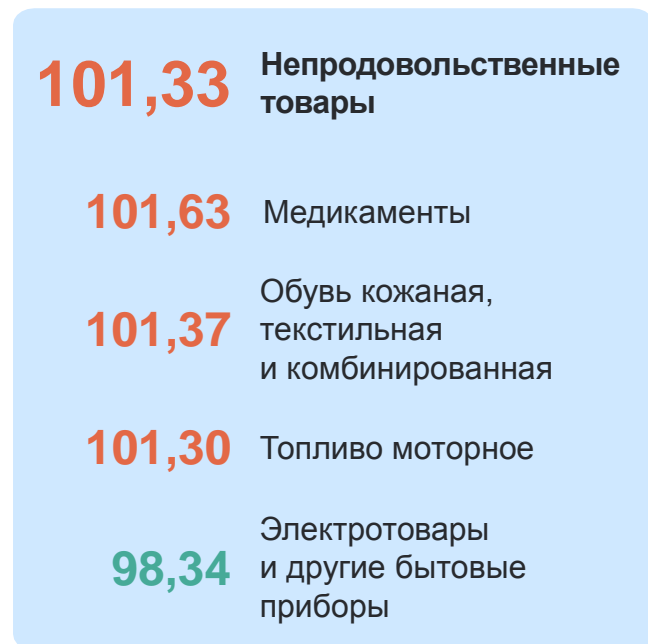 101,33 Непродовольственные
товары
101,63 Медикаменты
Обувь кожаная,
101,37 текстильная
и комбинированная
101,30 Топливо моторное
Электротовары
98,34 и другие бытовые
приборы